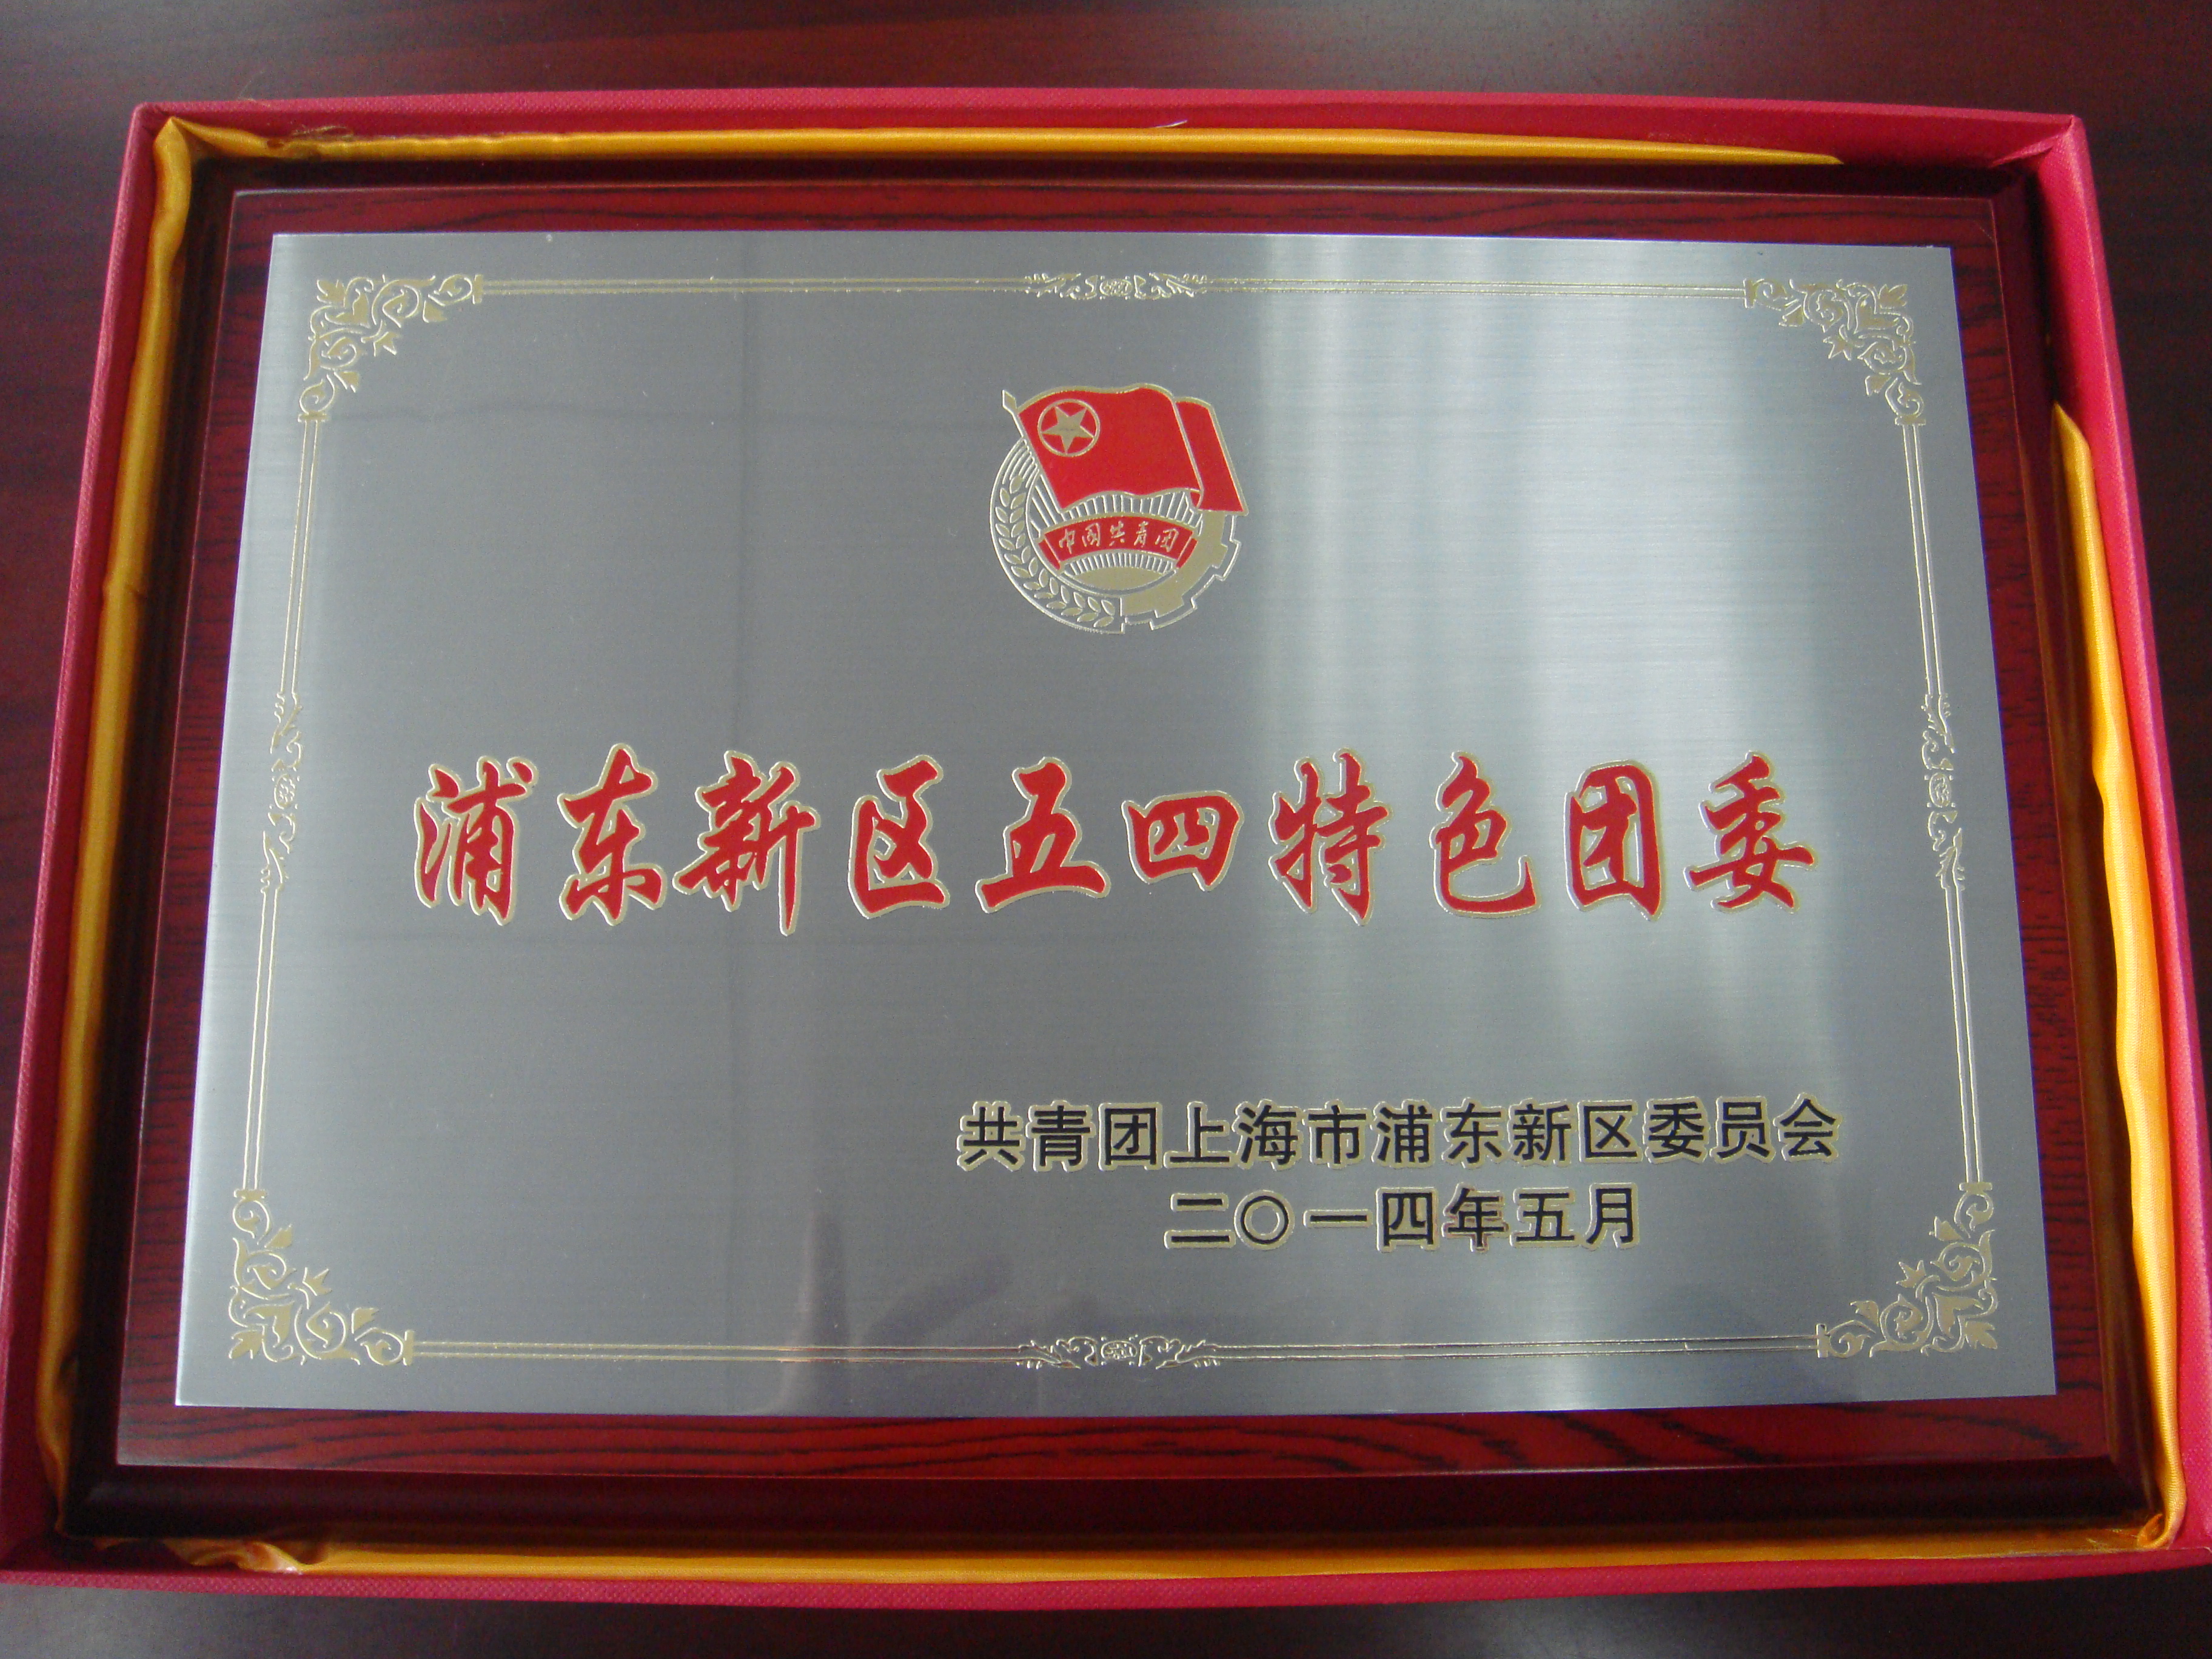 中国共青团
浦东新区五四特色团委
共青团上海市浦东新区委员会
二〇一四年五月